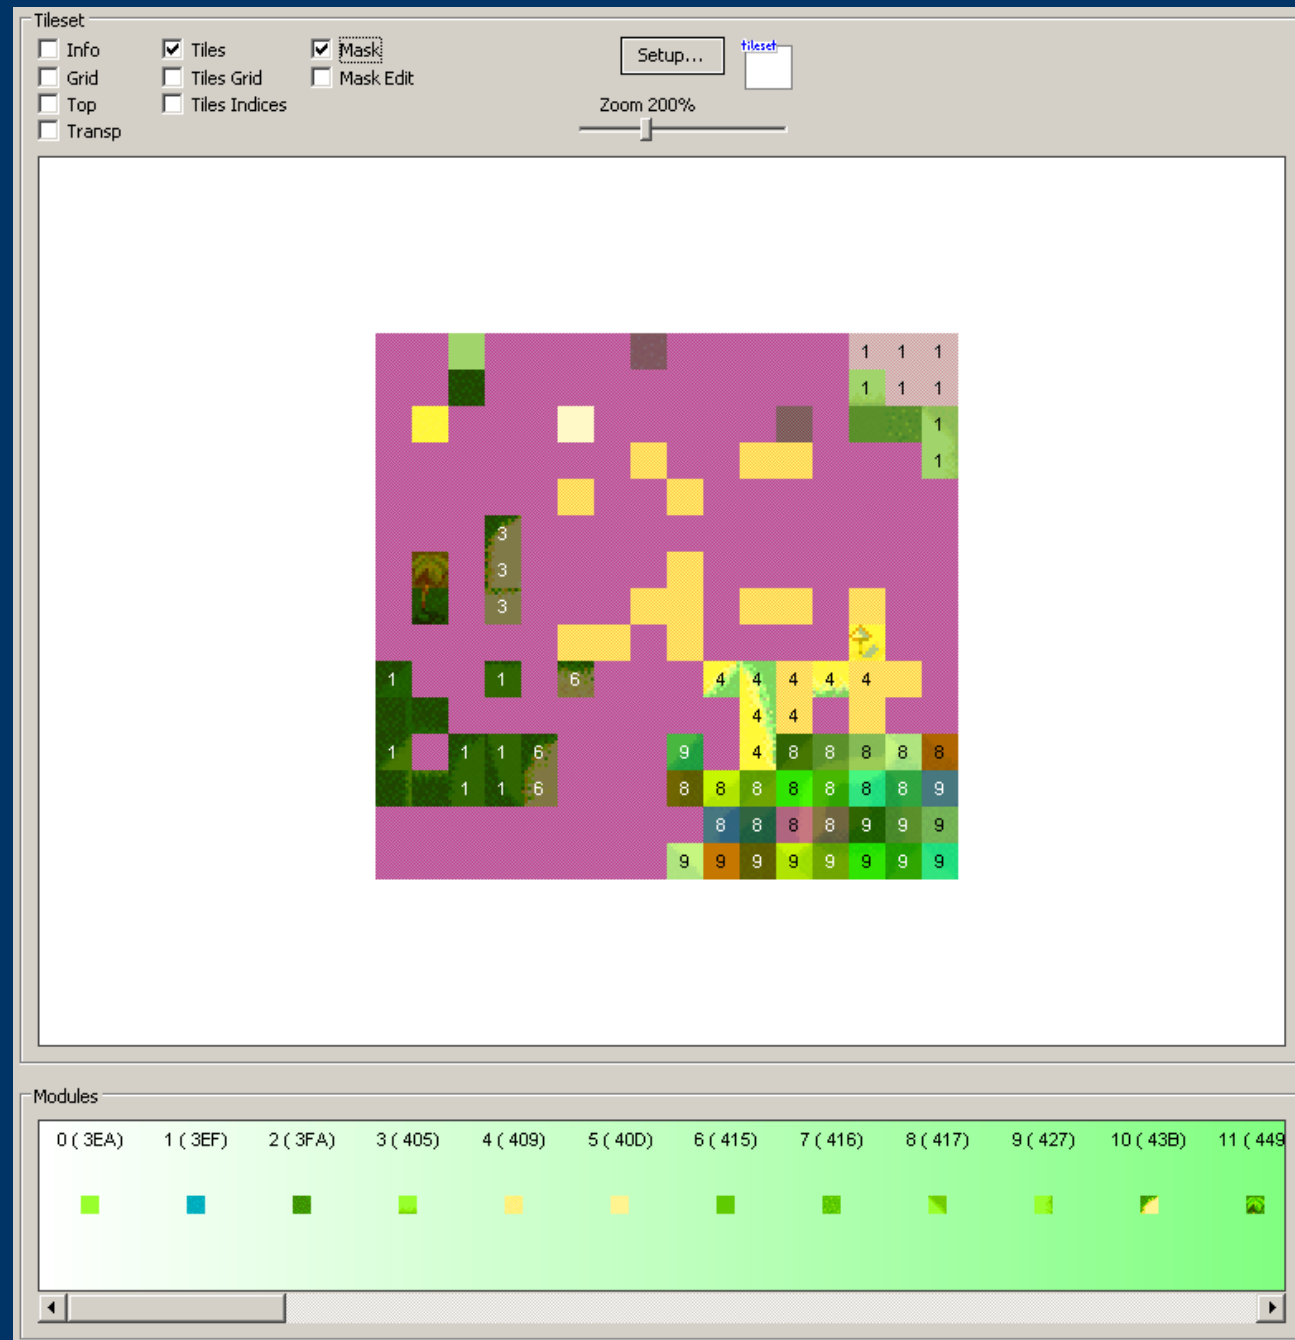 Tileset
Info Tiles Mask Setup... tileset
Grid Tiles Grid Mask Edit
Top Tiles Indices Zoom 200%
Transp
1 1 1
1 1 1
1
1
3
3
3
1 1 6 4 4 4 4 4
4 4
1 1 1 6 9 4 8 8 8 8 8
1 1 6 8 8 8 8 8 8 8 9
8 8 8 8 9 9 9
9 9 9 9 9 9 9 9
Modules
0 ( 3EA) 1 ( 3EF) 2 ( 3FA) 3 ( 405) 4 ( 409) 5 ( 40D) 6 ( 415) 7 ( 416) 8 ( 417) 9 ( 427) 10 ( 43B) 11 ( 449